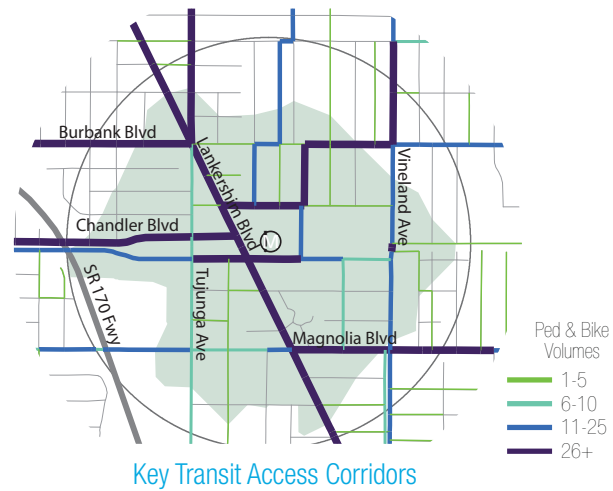 Burbank Blvd
Lankershim Blvd
Vineland Ave
Chandler Blvd
M
SR 170 Fwy
Tujunga Ave
Magnolia Blvd
Ped & Bike
Volumes
1-5
6-10
11-25
26+
Key Transit Access Corridors